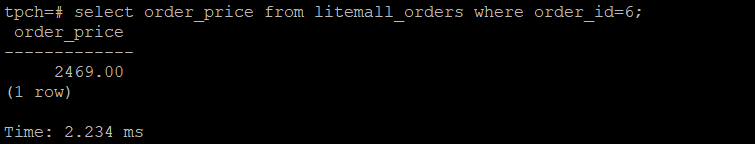 tpch=# select order_price from litemall_orders where order_id=6;
 order_price
-------------
     2469.00
(1 row)

Time: 2.234 ms